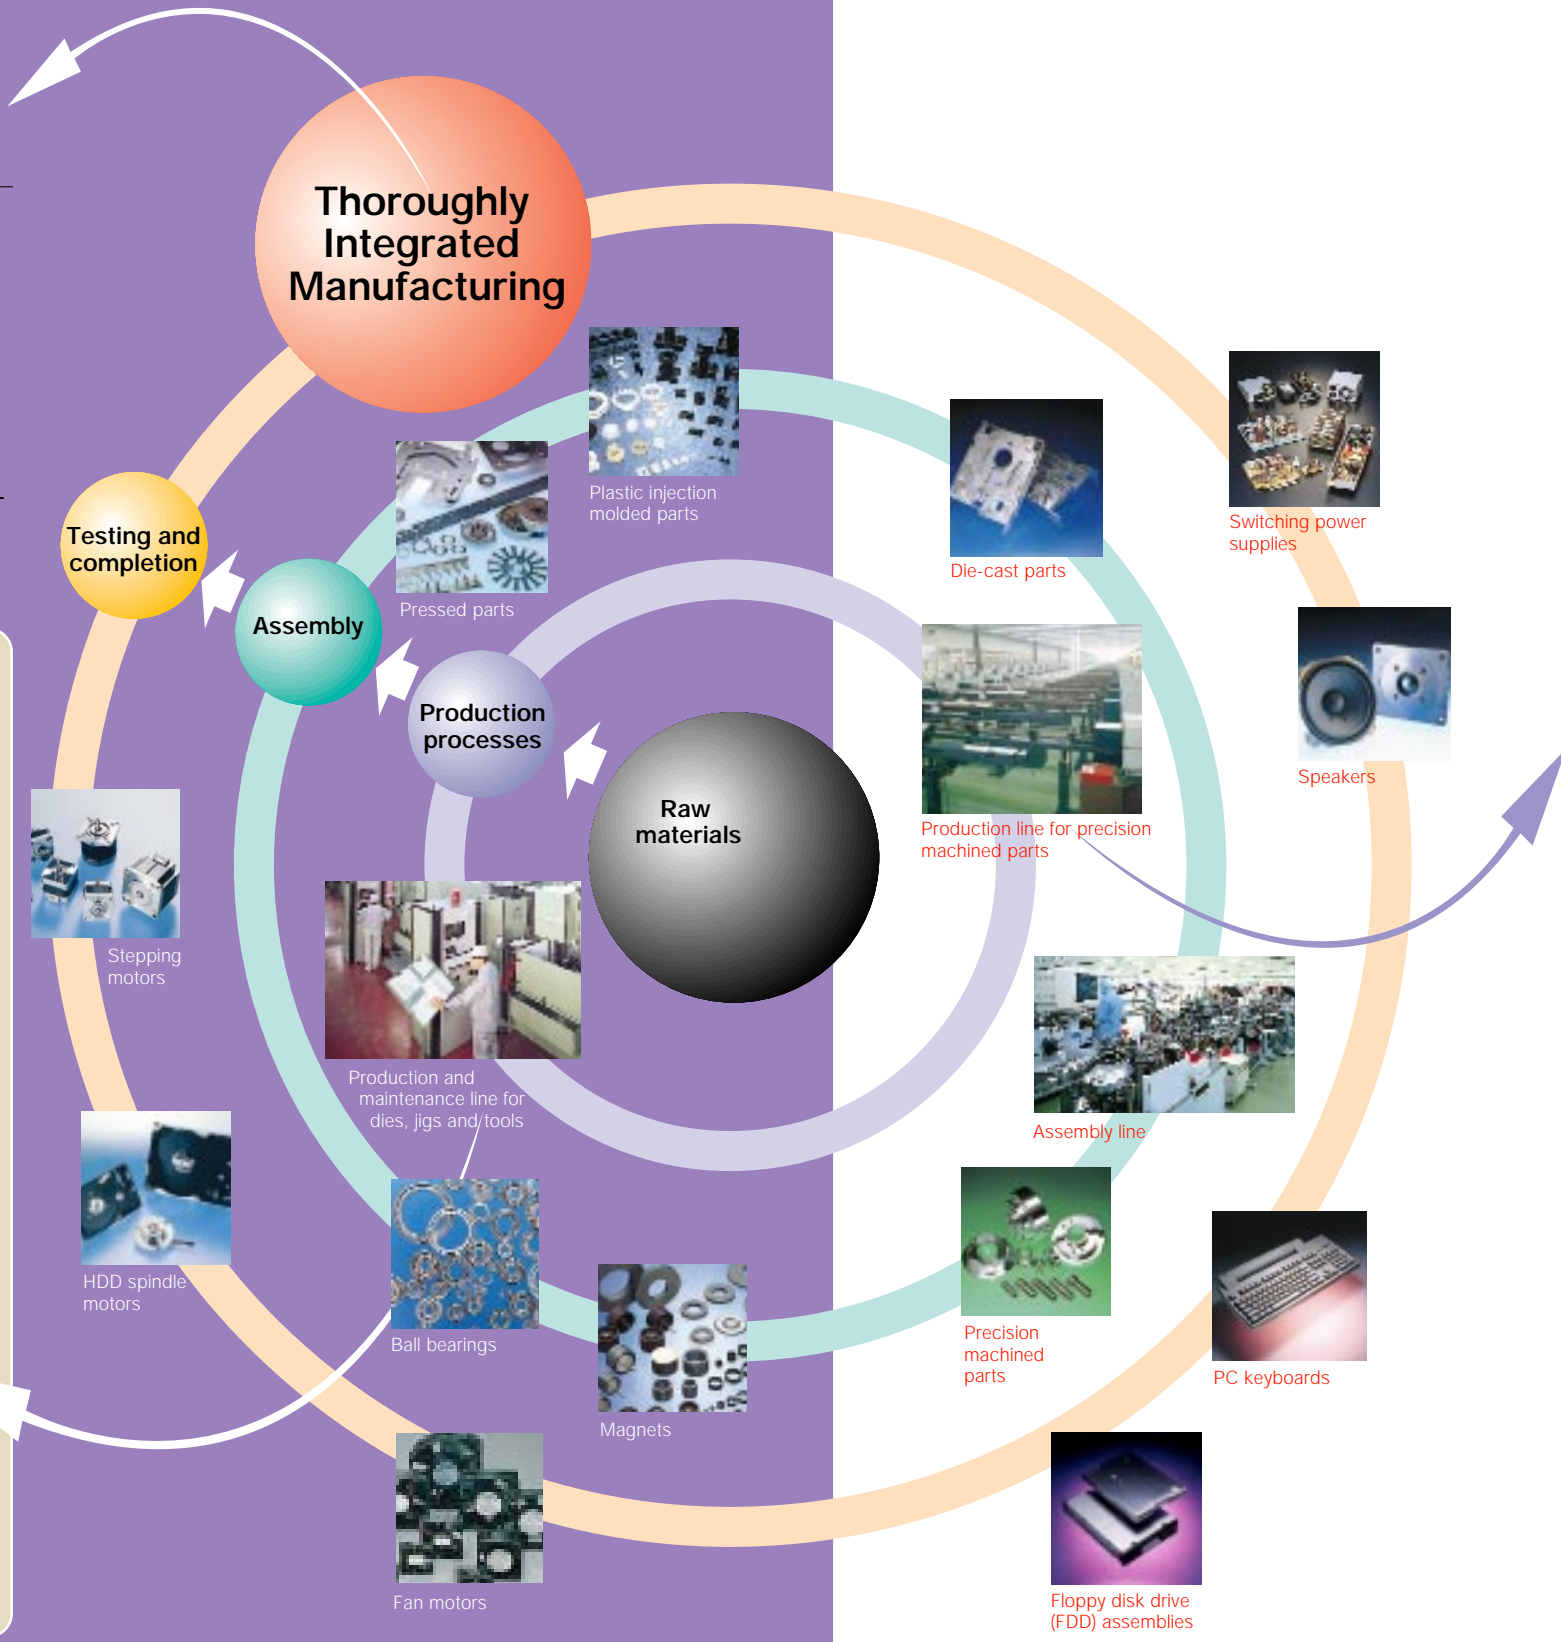 Thoroughly
Integrated
Manufacturing
Plastic injection
molded parts
Switching power
supplies
Testing and
completion
Die-cast parts
Pressed parts
Assembly
Production
processes
Speakers
Raw
materials
Production line for precision
machined parts
Stepping
motors
Production and
maintenance line for
dies, jigs and tools
Assembly line
HDD spindle
motors
Ball bearings
Precision
machined
parts
PC keyboards
Magnets
Fan motors
Floppy disk drive
(FDD) assemblies